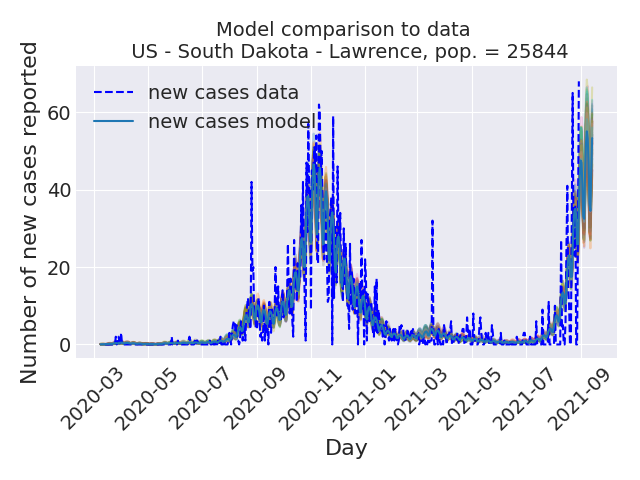 Model comparison to data
US - South Dakota - Lawrence, pop. = 25844
Number of new cases reported
60
40
20
0
new cases data
new cases model
2020-03
2020-05
2020-07
2020-09
2020-11
2021-01
2021-03
2021-05
2021-07
2021-09
Day